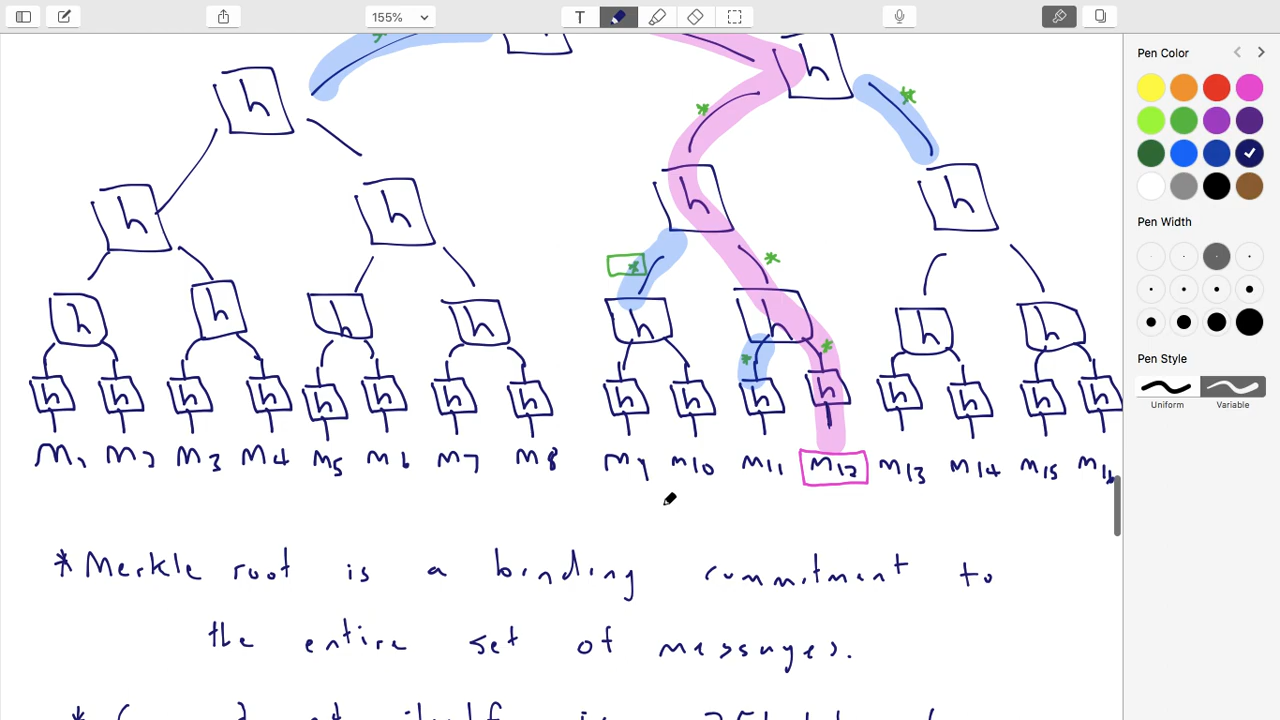 155%
T
Pen Color
h
h
h h h
h
Pen Width
h h h h h h h h
h h h h h h h h h h h h h h h h
Pen Style
Uniform Variable
M1 M2 M3 M4 M5 M6 M7 M8 M9 M10 M11 M12 M13 M14 M15 M16
* Merkle root is a binding commitment to
the entire set of messages.